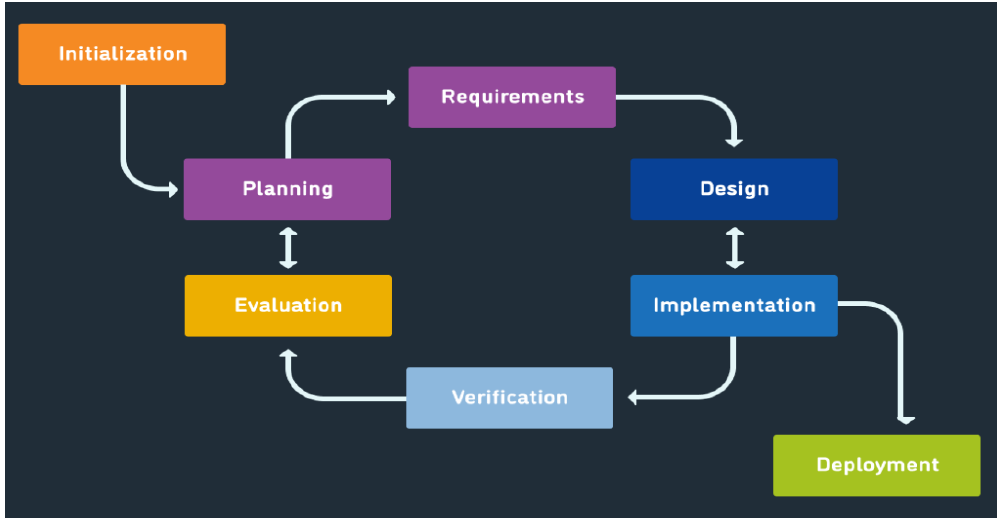 Initialization
Requirements
Planning
Design
Evaluation
Implementation
Verification
Deployment